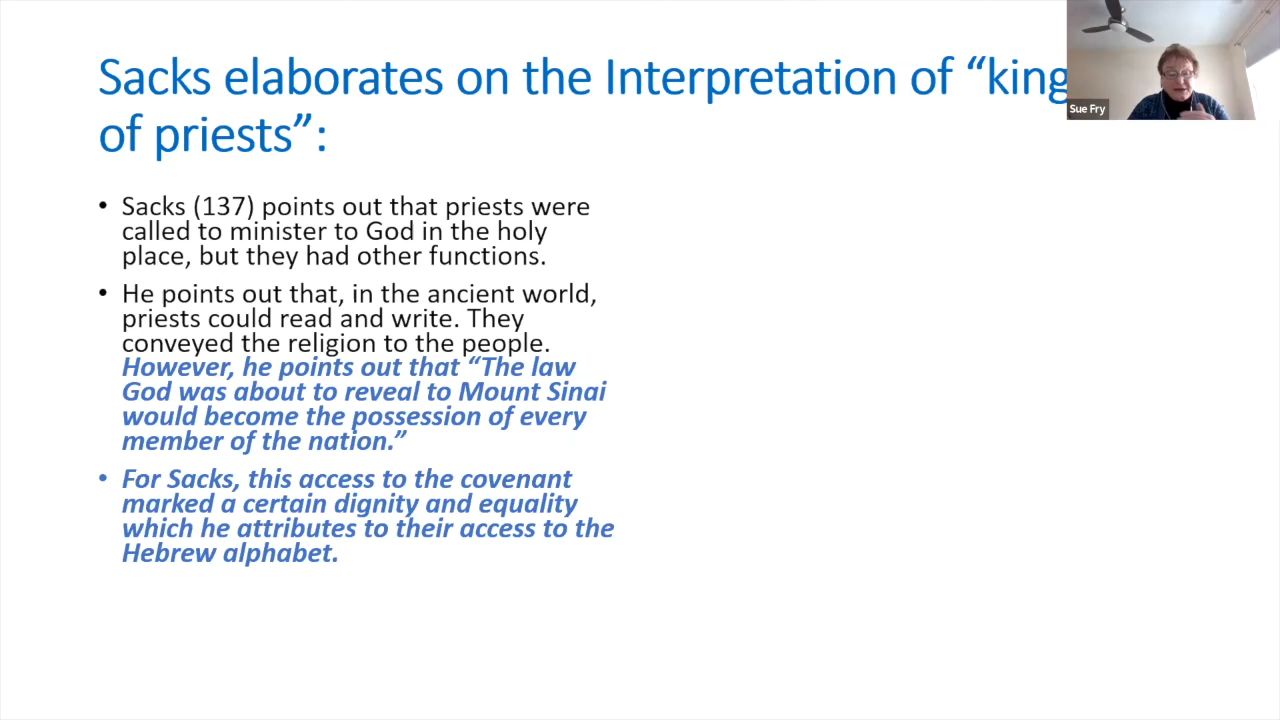 Sacks elaborates on the Interpretation of “king
of priests”:
Sue Fry
• Sacks (137) points out that priests were
called to minister to God in the holy
place, but they had other functions.
• He points out that, in the ancient world,
priests could read and write. They
conveyed the religion to the people.
However, he points out that “The law
God was about to reveal to Mount Sinai
would become the possession of every
member of the nation.”
• For Sacks, this access to the covenant
marked a certain dignity and equality
which he attributes to their access to the
Hebrew alphabet.